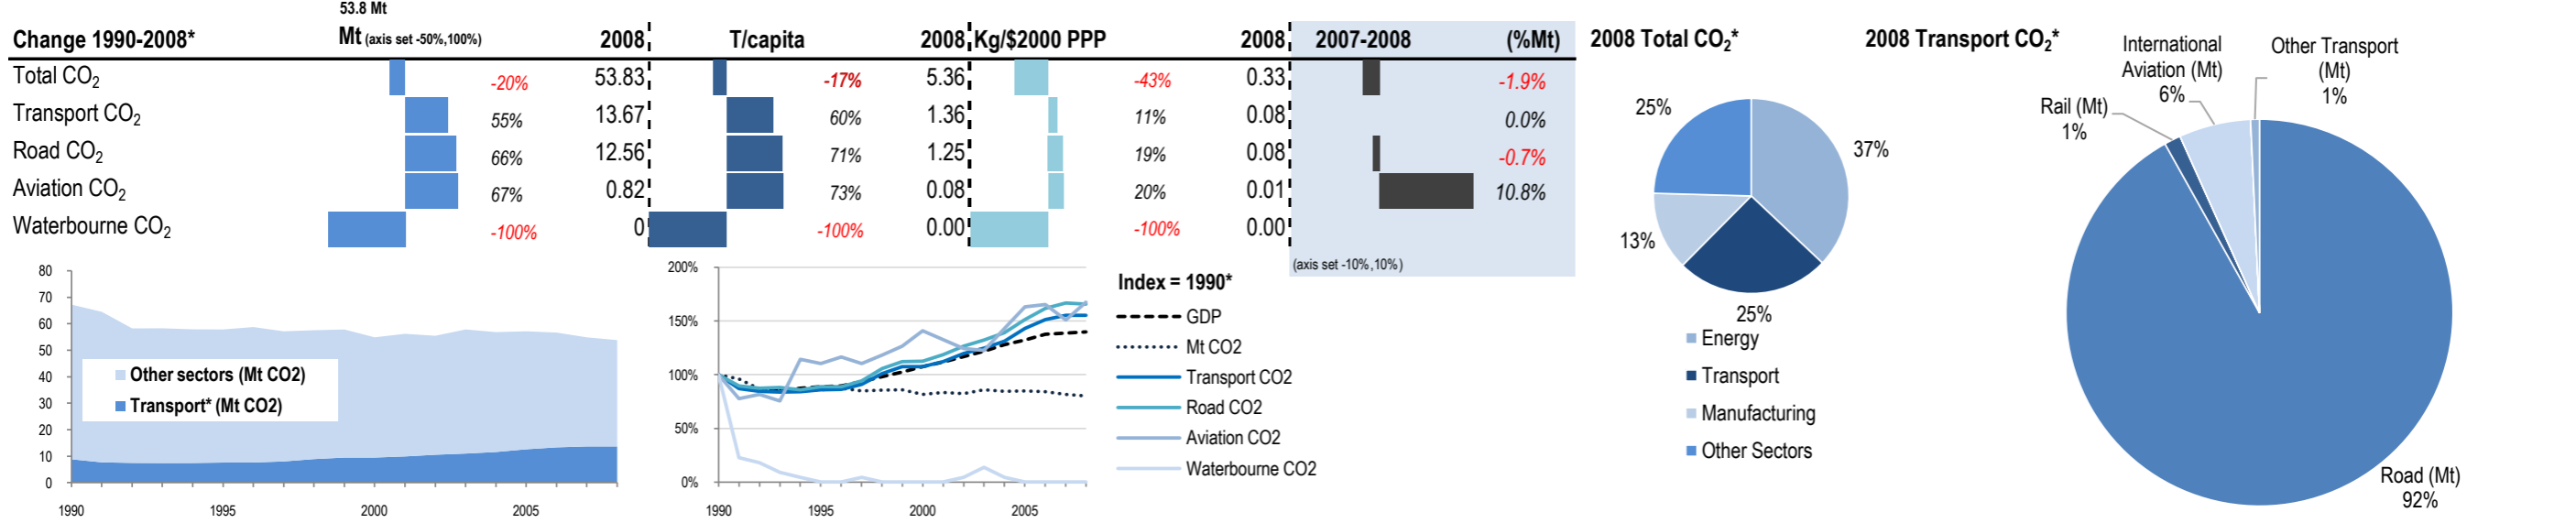 53.8 Mt
Change 1990-2008* Mt (axis set -50%,100%) 2008 T/capita 2008 Kg/$2000 PPP 2008 2007-2008 (%Mt)
Total CO2 -20% 53.83 -17% 5.36 -43% 0.33 -1.9%
Transport CO2 55% 13.67 60% 1.36 11% 0.08 0.0%
Road CO2 66% 12.56 71% 1.25 19% 0.08 -0.7%
Aviation CO2 67% 0.82 73% 0.08 20% 0.01 10.8%
Waterbourne CO2 -100% 0 -100% 0.00 -100% 0.00
(axis set -10%,10%)
80
70
60
50
40
30
20
10
0
Other sectors (Mt CO2)
Transport* (Mt CO2)
1990 1995 2000 2005
200%
150%
100%
50%
0%
1990 1995 2000 2005
Index = 1990*
GDP
Mt CO2
Transport CO2
Road CO2
Aviation CO2
Waterbourne CO2
2008 Total CO2*
25%
37%
13%
25%
Energy
Transport
Manufacturing
Other Sectors
2008 Transport CO2*
International
Aviation (Mt)
6%
Other Transport
(Mt)
1%
Rail (Mt)
1%
Road (Mt)
92%